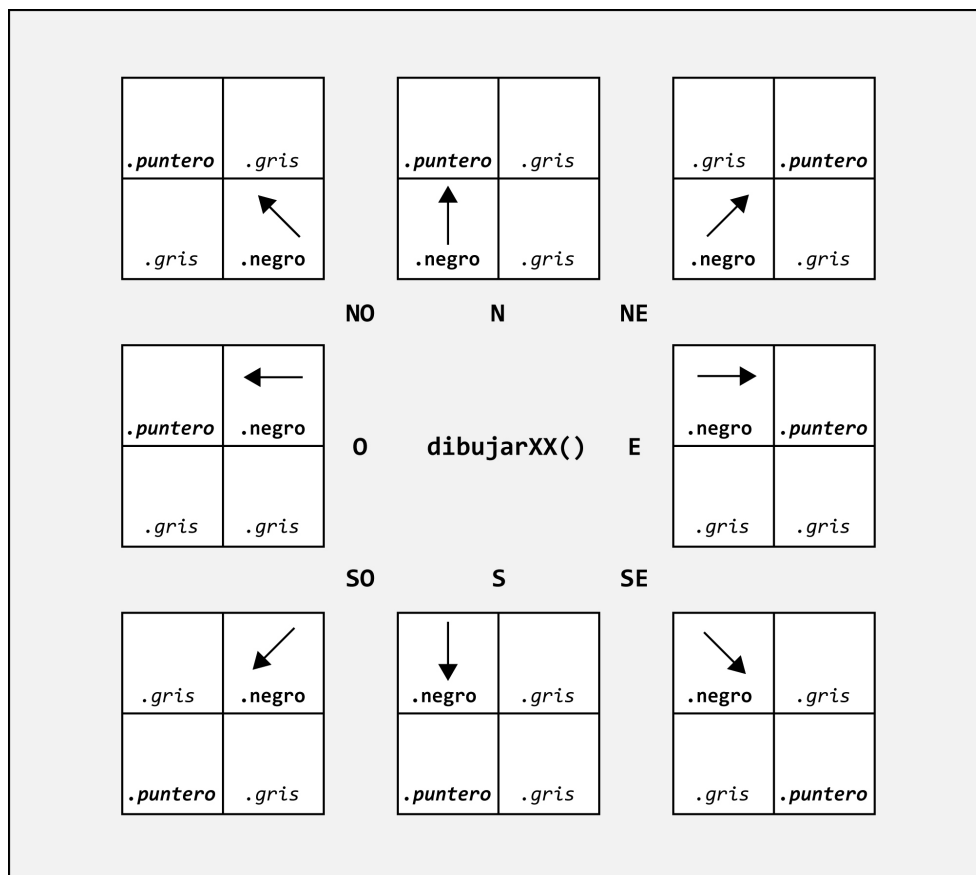 .puntero .gris
.gris .negro
.puntero .gris
.negro .gris
.gris .puntero
.negro .gris
NO N NE
.puntero .negro
.gris .gris
O dibujarXX() E
.negro .puntero
.gris .gris
SO S SE
.gris .negro
.puntero .gris
.negro .gris
.puntero .gris
.negro .gris
.gris .puntero